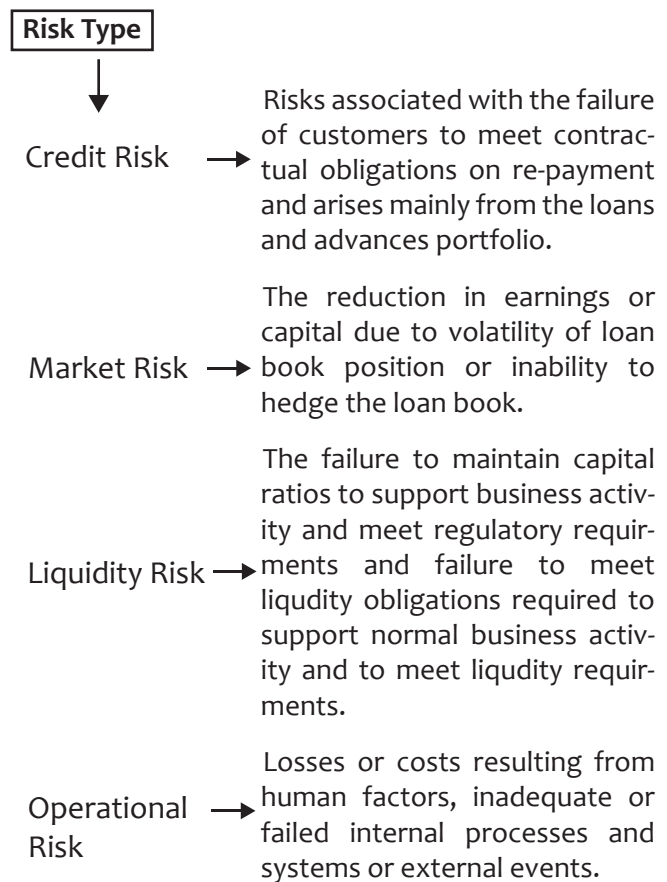 Risk Type
Credit Risk
Risks associated with the failure
of customers to meet contrac-
tual obligations on re-payment
and arises mainly from the loans
and advances portfolio.
Market Risk
The reduction in earnings or
capital due to volatility of loan
book position or inability to
hedge the loan book.
Liquidity Risk
The failure to maintain capital
ratios to support business activ-
ity and meet regulatory requir-
ments and failure to meet
liqudity obligations required to
support normal business activ-
ity and to meet liqudity requir-
ments.
Operational
Risk
Losses or costs resulting from
human factors, inadequate or
failed internal processes and
systems or external events.